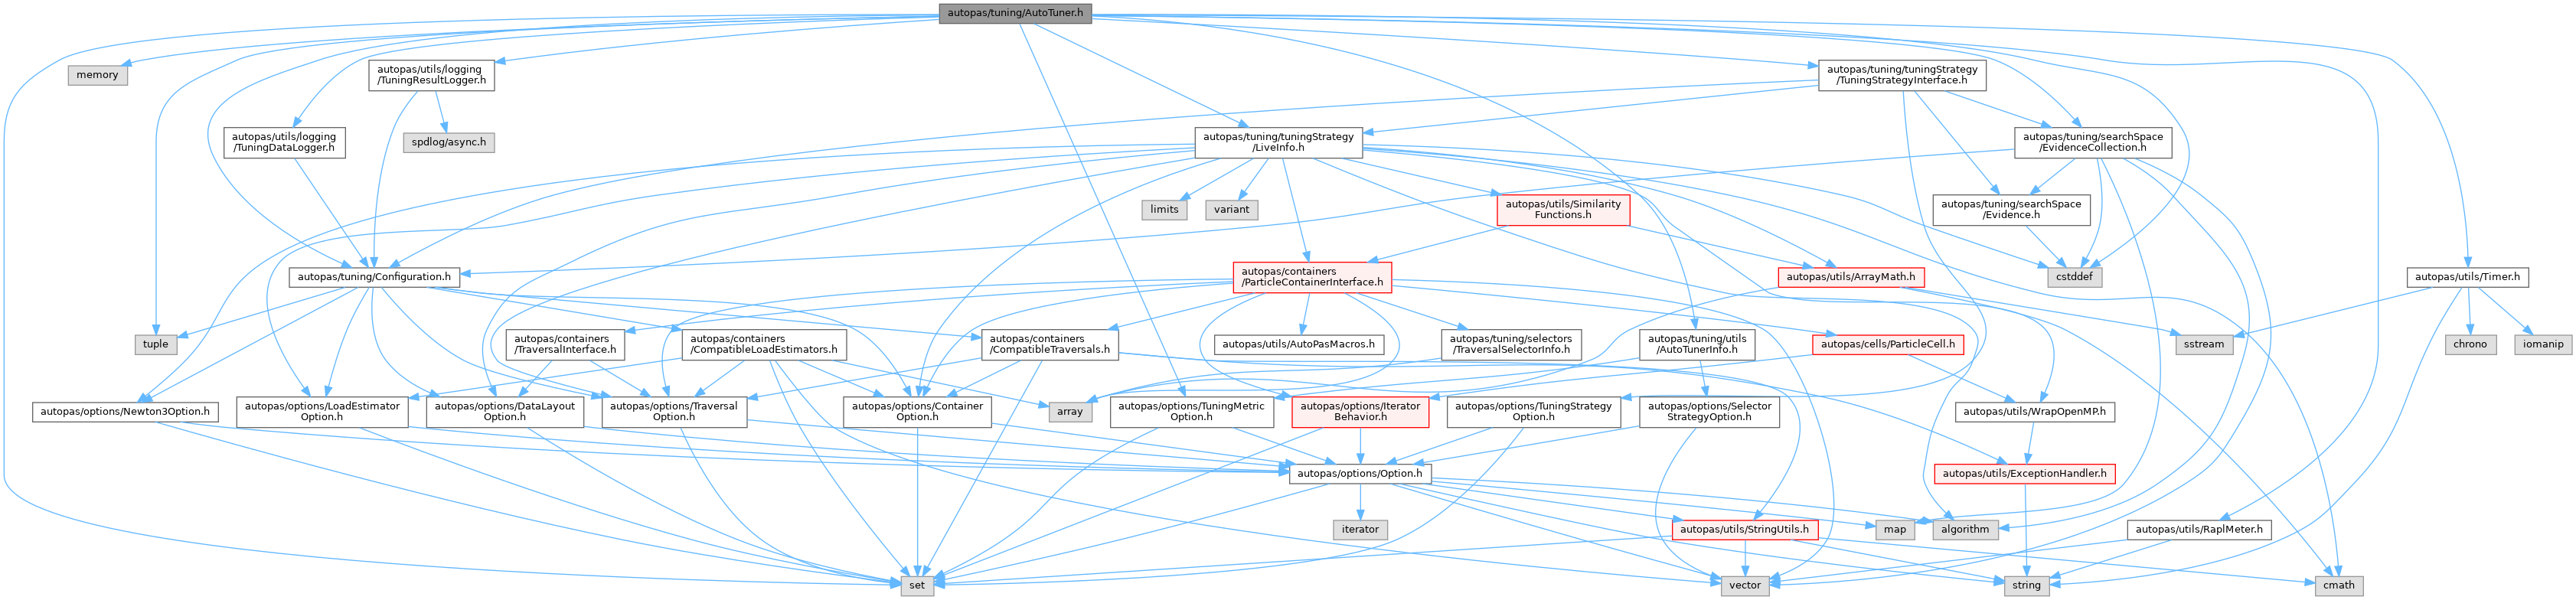 autopas/tuning/AutoTuner.h
memory
autopas/utils/logging
/TuningResultLogger.h
autopas/tuning/tuningStrategy
/TuningStrategyInterface.h
autopas/utils/logging
/TuningDataLogger.h
spdlog/async.h
autopas/tuning/tuningStrategy
/LiveInfo.h
autopas/tuning/searchSpace
/EvidenceCollection.h
limits
variant
autopas/utils/Similarity
Functions.h
autopas/tuning/searchSpace
/Evidence.h
autopas/tuning/Configuration.h
autopas/containers
/ParticleContainerInterface.h
autopas/utils/ArrayMath.h
cstddef
autopas/utils/Timer.h
tuple
autopas/containers
/TraversalInterface.h
autopas/containers
/CompatibleLoadEstimators.h
autopas/containers
/CompatibleTraversals.h
autopas/utils/AutoPasMacros.h
autopas/tuning/selectors
/TraversalSelectorInfo.h
autopas/tuning/utils
/AutoTunerInfo.h
autopas/cells/ParticleCell.h
sstream
chrono
iomanip
autopas/options/Newton3Option.h
autopas/options/LoadEstimator
Option.h
autopas/options/DataLayout
Option.h
autopas/options/Traversal
Option.h
autopas/options/Container
Option.h
array
autopas/options/TuningMetric
Option.h
autopas/options/Iterator
Behavior.h
autopas/options/TuningStrategy
Option.h
autopas/options/Selector
StrategyOption.h
autopas/utils/WrapOpenMP.h
autopas/options/Option.h
autopas/utils/ExceptionHandler.h
iterator
autopas/utils/StringUtils.h
map
algorithm
autopas/utils/RaplMeter.h
set
vector
string
cmath